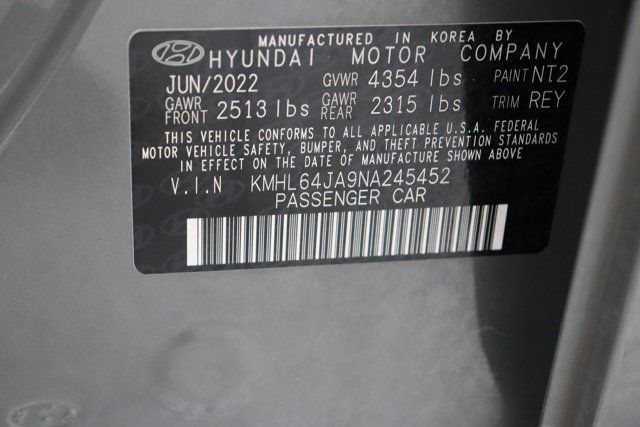 MANUFACTURED IN KOREA BY
HYUNDAI MOTOR COMPANY
JUN/2022 GVWR 4354 lbs PAINT NT2
GAWR FRONT 2513 lbs GAWR REAR 2315 lbs TRIM REY
THIS VEHICLE CONFORMS TO ALL APPLICABLE U.S.A. FEDERAL
MOTOR VEHICLE SAFETY, BUMPER, AND THEFT PREVENTION STANDARDS
IN EFFECT ON THE DATE OF MANUFACTURE SHOWN ABOVE
V.I.N KMHL64JA9NA245452
PASSENGER CAR